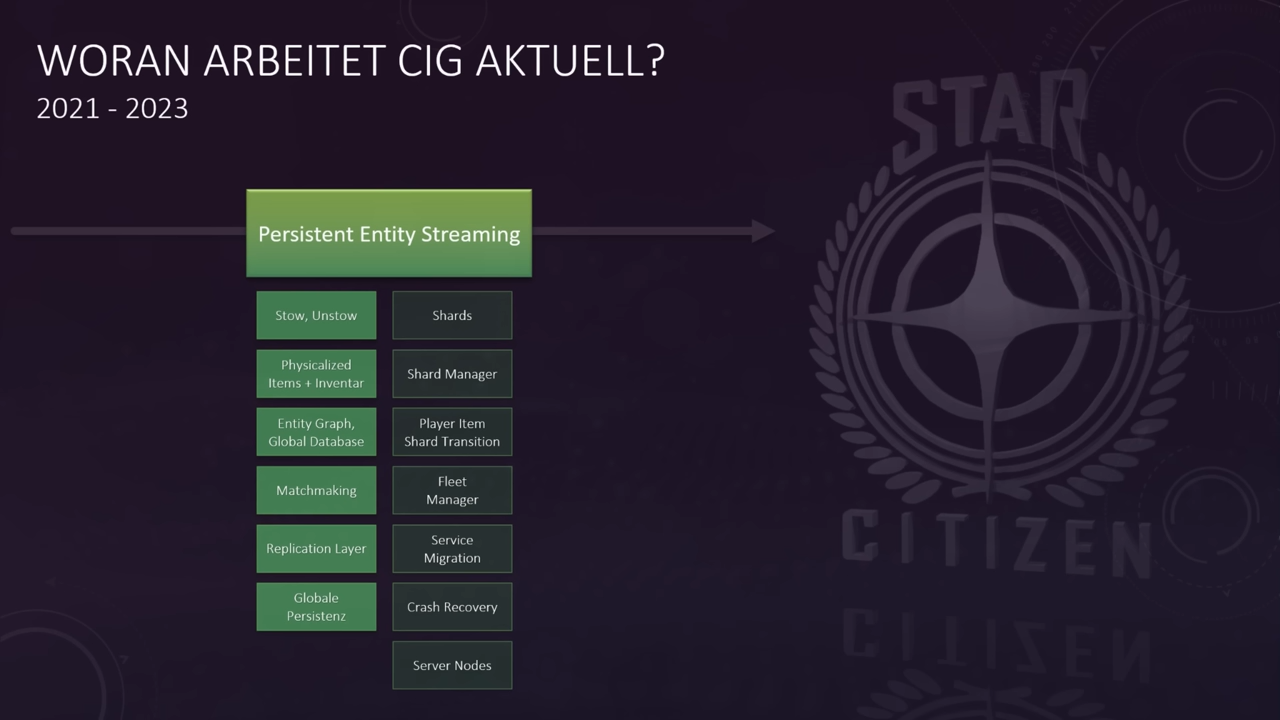 WORAN ARBEITET CIG AKTUELL?
2021 - 2023
Persistent Entity Streaming
Stow, Unstow
Physicalized
Items + Inventar
Entity Graph,
Global Database
Matchmaking
Replication Layer
Globale
Persistenz
Shards
Shard Manager
Player Item
Shard Transition
Fleet
Manager
Service
Migration
Crash Recovery
Server Nodes
STAR
CITIZEN